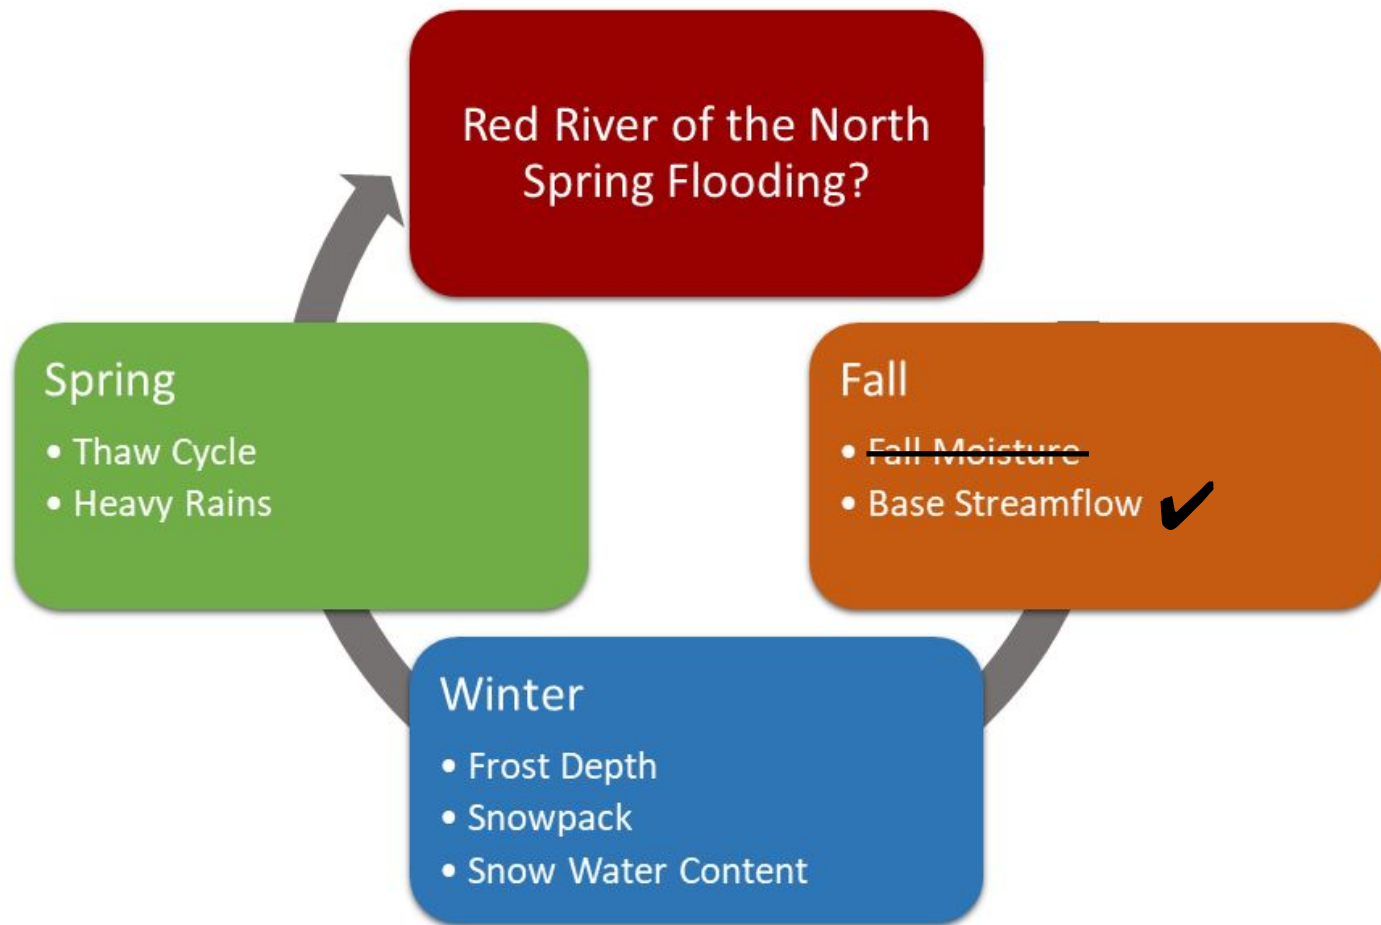 Red River of the North
Spring Flooding?
Spring
• Thaw Cycle
• Heavy Rains
Fall
• Fall Moisture
• Base Streamflow ✔
Winter
• Frost Depth
• Snowpack
• Snow Water Content